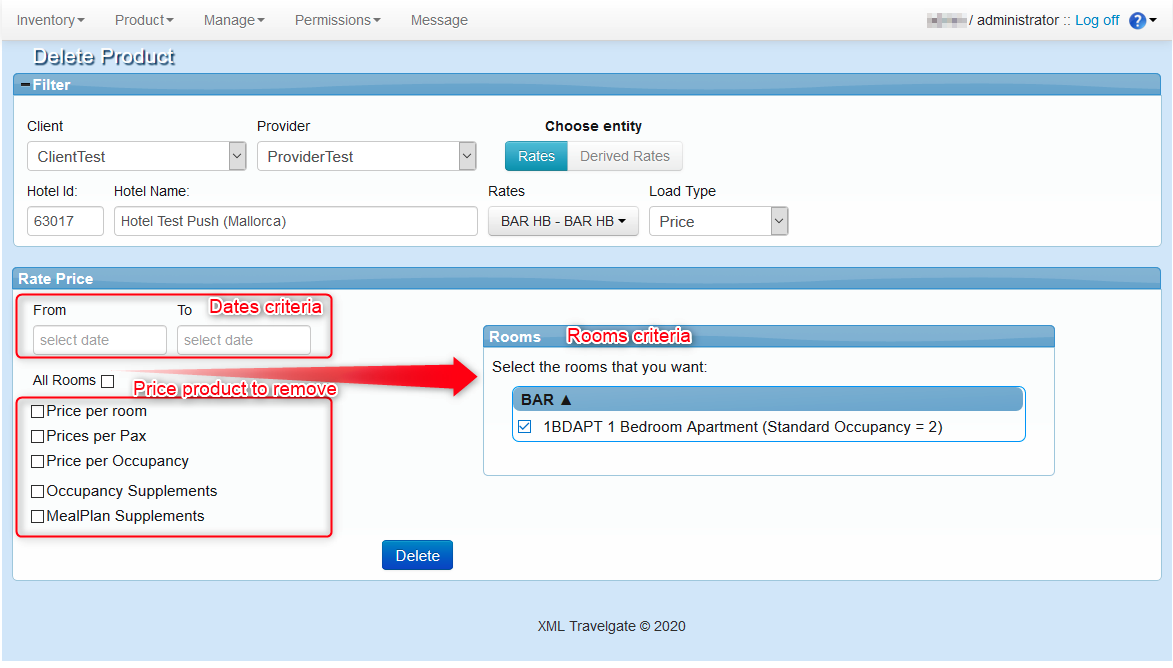 Inventory Product Manage Permissions Message / administrator :: Log off ?
Delete Product
Filter
Client Provider Choose entity
ClientTest ProviderTest Rates Derived Rates
Hotel Id: Hotel Name: Rates Load Type
63017 Hotel Test Push (Mallorca) BAR HB - BAR HB Price
Rate Price
From To Dates criteria
select date select date
Rooms Rooms criteria
Select the rooms that you want:
All Rooms Price product to remove
BAR ▲
Price per room
1BDAPT 1 Bedroom Apartment (Standard Occupancy = 2)
Prices per Pax
Price per Occupancy
Occupancy Supplements
MealPlan Supplements
Delete
XML Travelgate © 2020